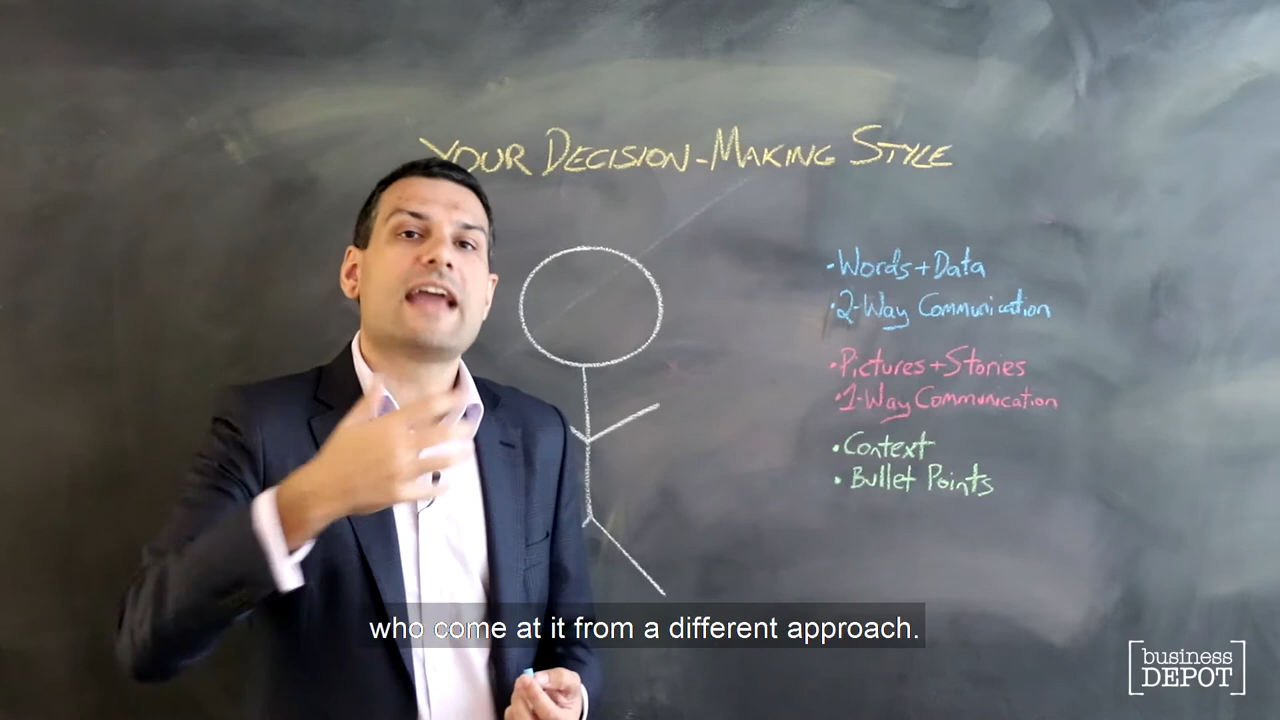 YOUR DECISION-MAKING STYLE
• Words + Data
• 2-Way Communication
• Pictures + Stories
• 1-Way Communication
• Context
• Bullet Points
who come at it from a different approach.
[business
DEPOT]